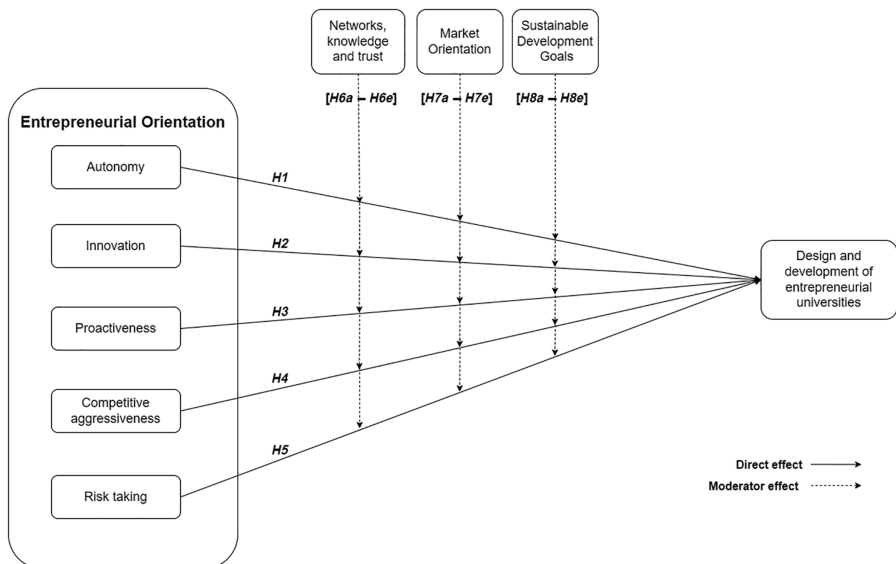 Networks,
knowledge
and trust
Market
Orientation
Sustainable
Development
Goals
[H6a – H6e]
[H7a – H7e]
[H8a – H8e]
Entrepreneurial Orientation
Autonomy
H1
Innovation
H2
Proactiveness
H3
Competitive
aggressiveness
H4
Risk taking
H5
Design and
development of
entrepreneurial
universities
Direct effect
Moderator effect